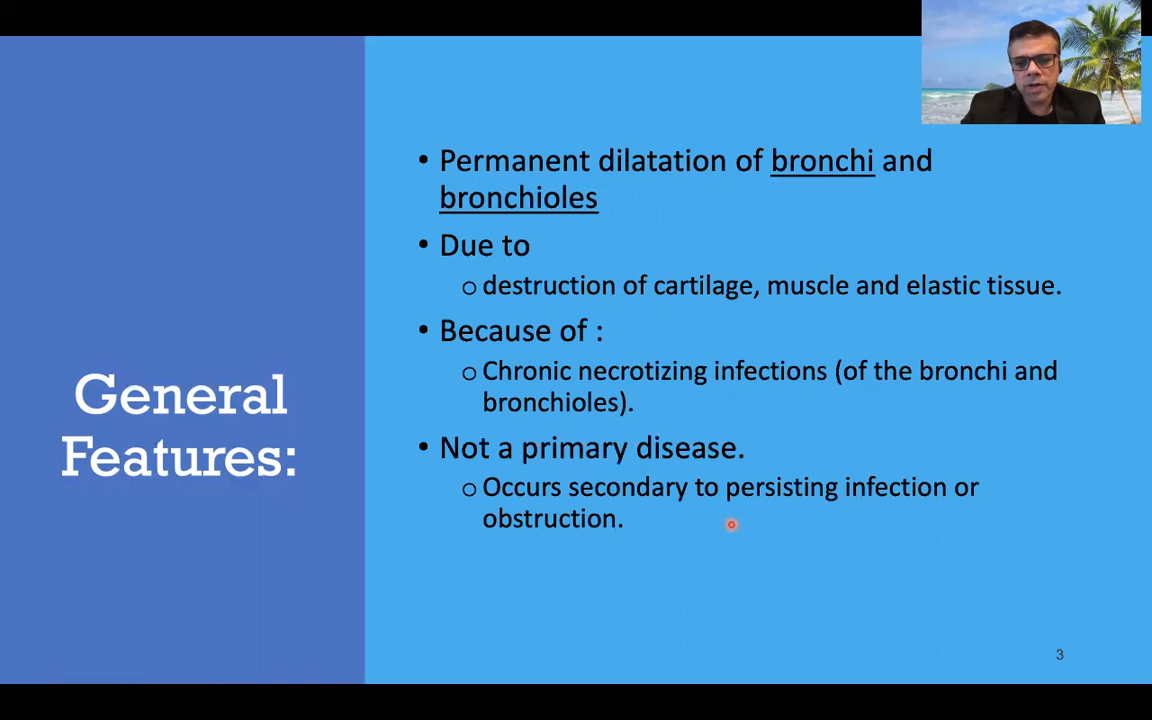 General
Features:
• Permanent dilatation of bronchi and
bronchioles
• Due to
o destruction of cartilage, muscle and elastic tissue.
• Because of :
o Chronic necrotizing infections (of the bronchi and
bronchioles).
• Not a primary disease.
o Occurs secondary to persisting infection or
obstruction.
3